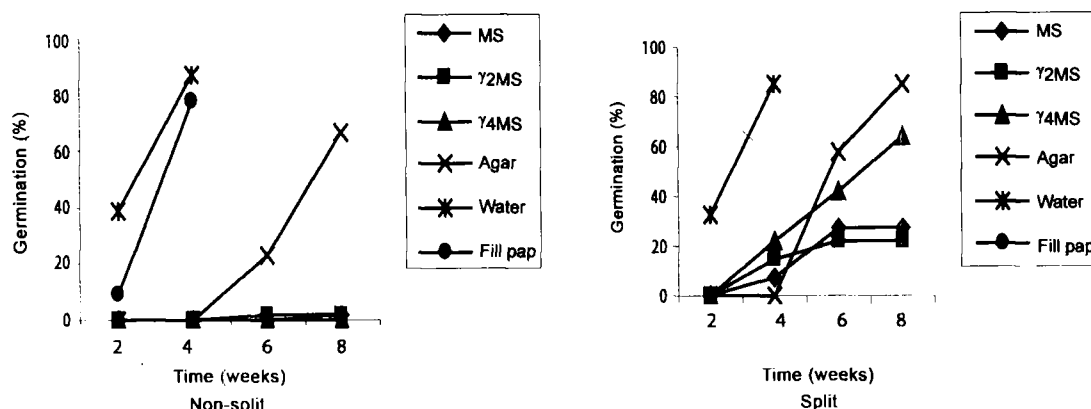 100
80
60
40
20
0
Germination (%)
2 4 6 8
Time (weeks)
Non-split
MS
γ2MS
γ4MS
Agar
Water
Fill pap
100
80
60
40
20
0
Germination (%)
2 4 6 8
Time (weeks)
Split
MS
γ2MS
γ4MS
Agar
Water
Fill pap